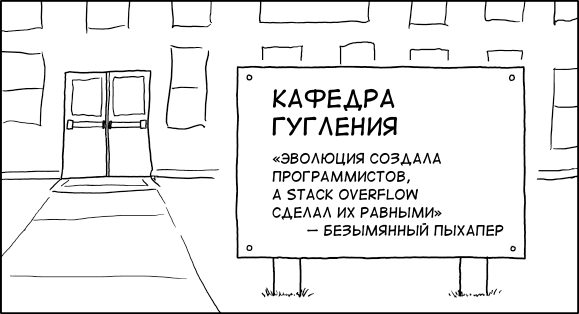 КАФЕДРА
ГУГЛЕНИЯ
«ЭВОЛЮЦИЯ СОЗДАЛА
ПРОГРАММИСТОВ,
А STACK OVERFLOW
СДЕЛАЛ ИХ РАВНЫМИ»
— БЕЗЫМЯННЫЙ ПЫХАПЕР